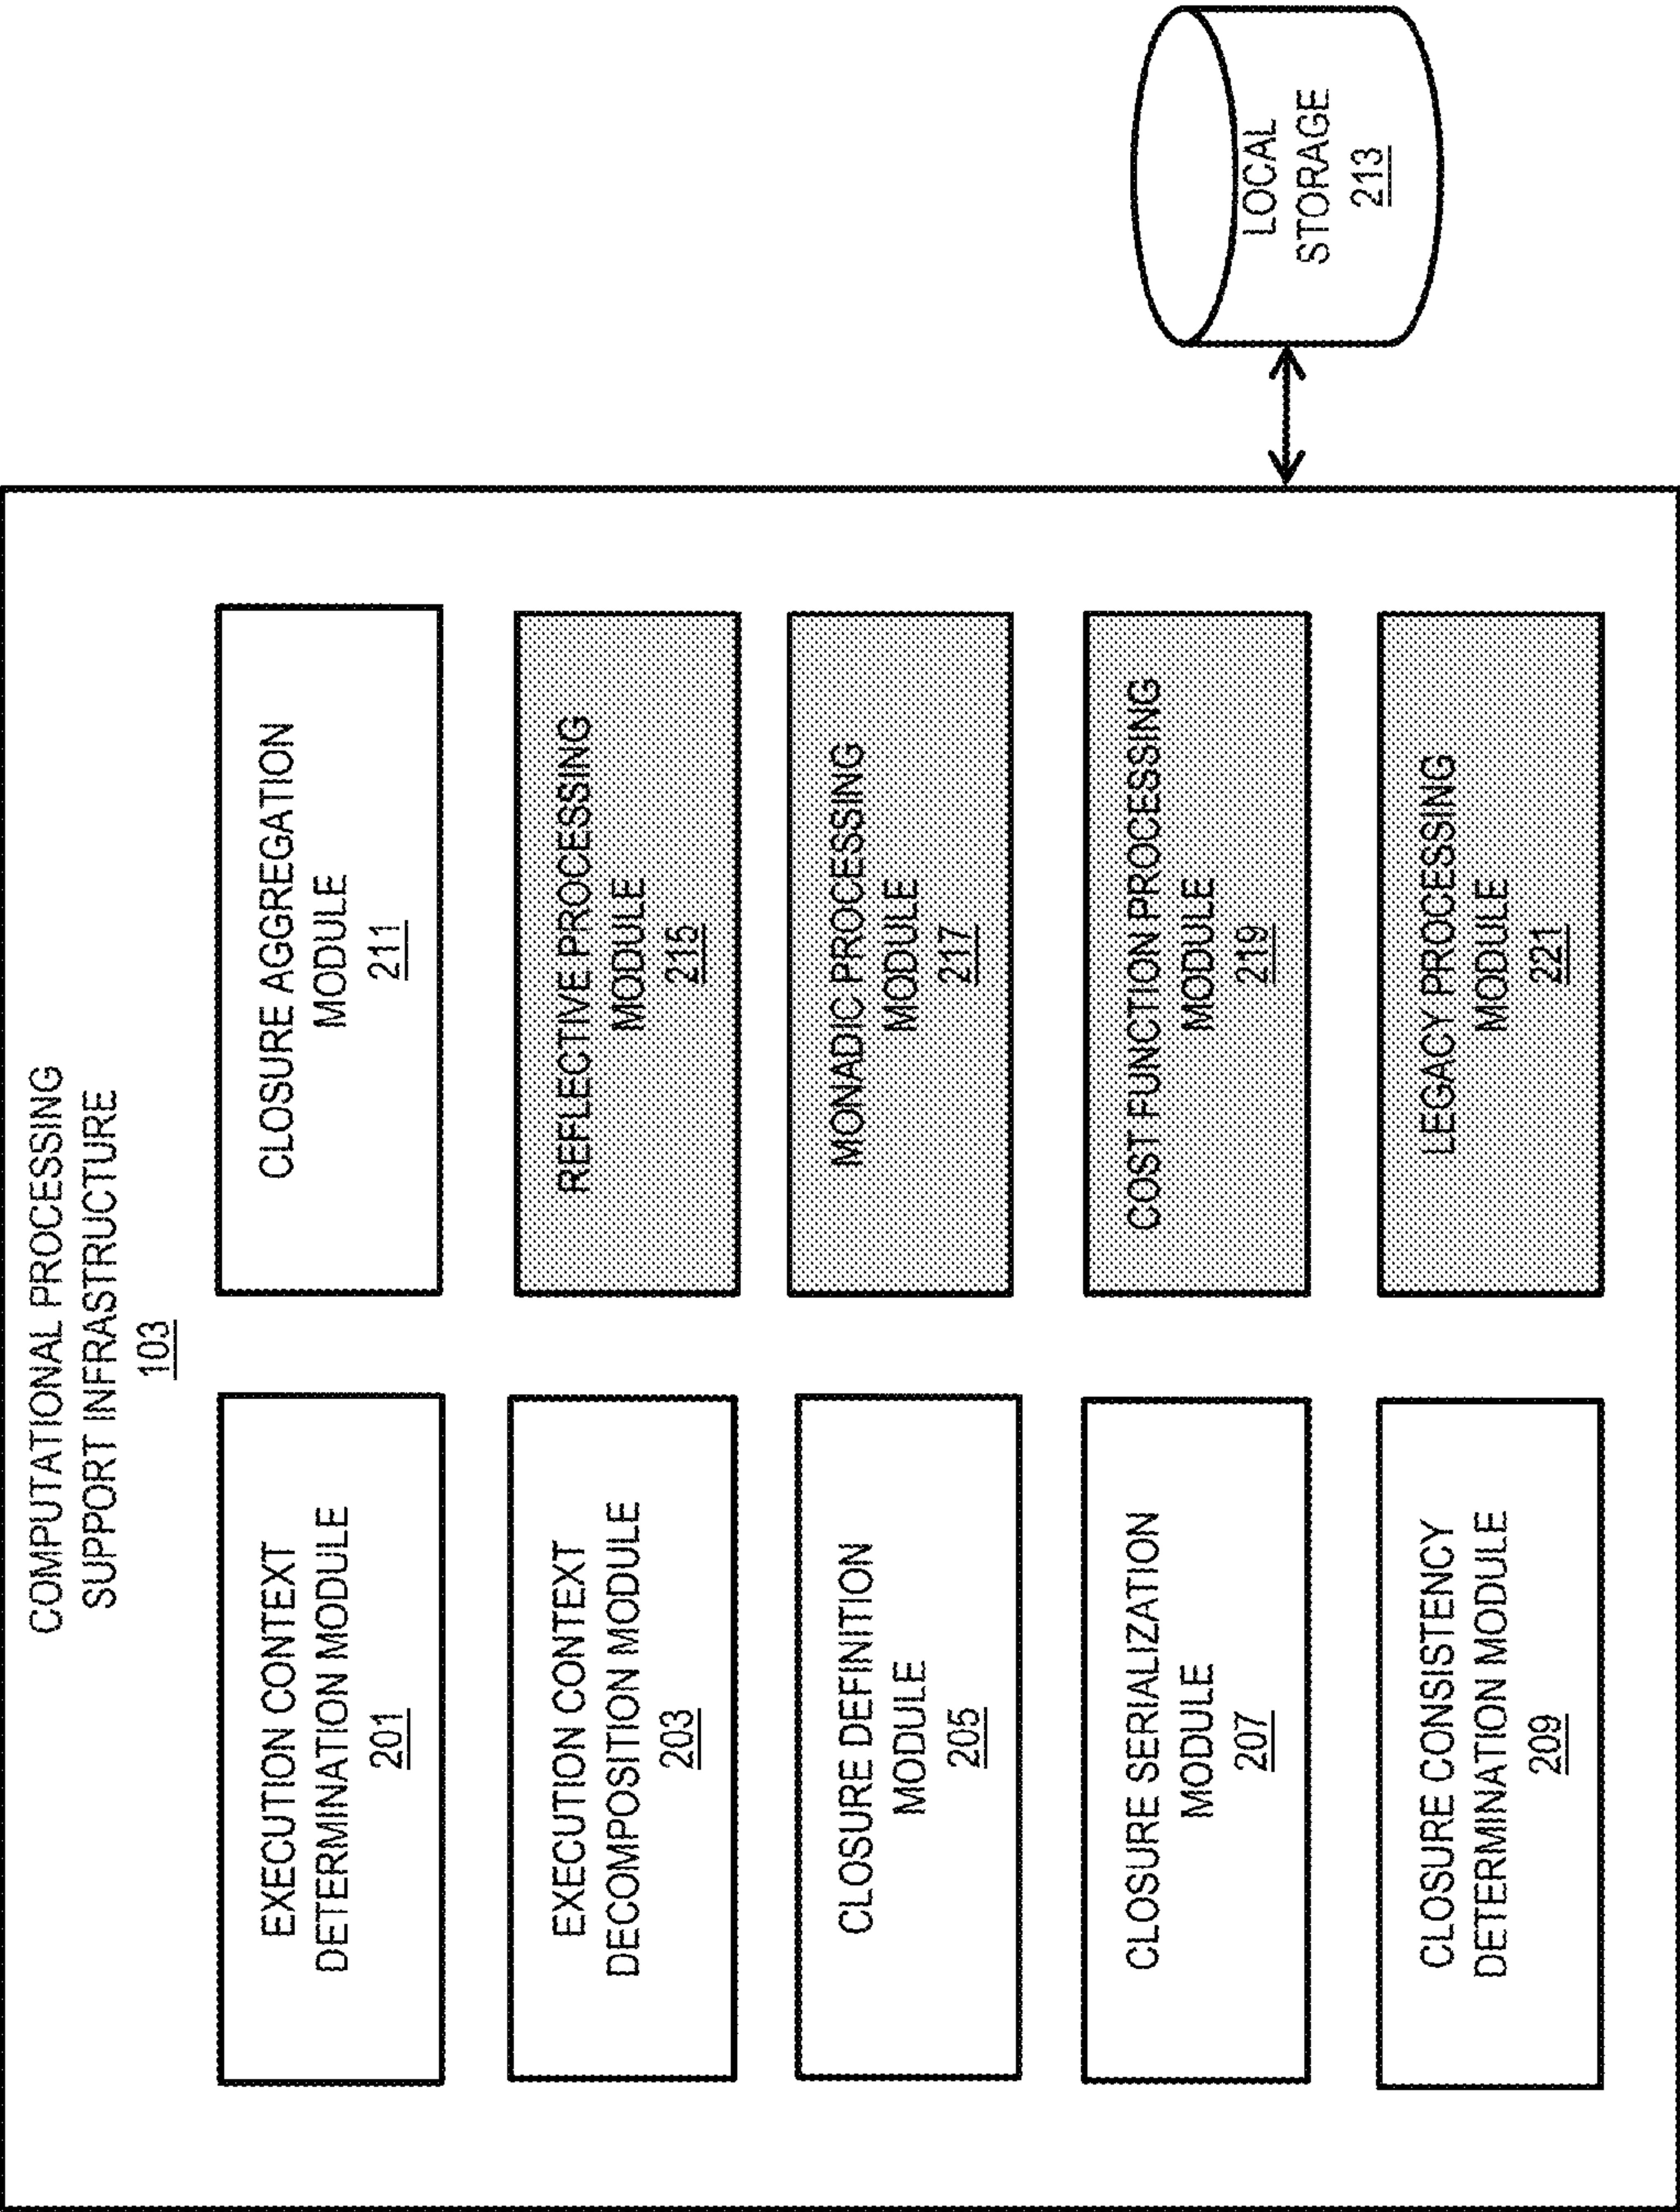 COMPUTATIONAL PROCESSING
SUPPORT INFRASTRUCTURE
103
EXECUTION CONTEXT
DETERMINATION MODULE
201
EXECUTION CONTEXT
DECOMPOSITION MODULE
203
CLOSURE DEFINITION
MODULE
205
CLOSURE SERIALIZATION
MODULE
207
CLOSURE CONSISTENCY
DETERMINATION MODULE
209
CLOSURE AGGREGATION
MODULE
211
REFLECTIVE PROCESSING
MODULE
215
MONADIC PROCESSING
MODULE
217
COST FUNCTION PROCESSING
MODULE
219
LEGACY PROCESSING
MODULE
221
LOCAL
STORAGE
213